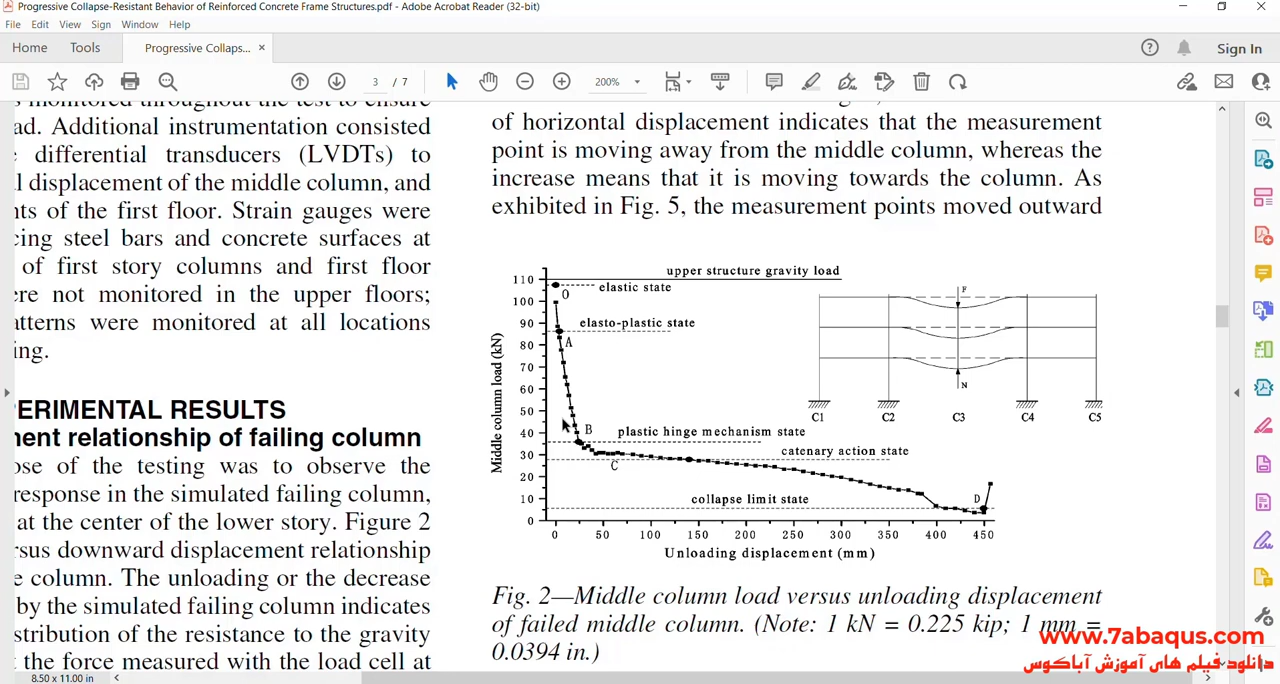 Progressive Collapse-Resistant Behavior of Reinforced Concrete Frame Structures.pdf - Adobe Acrobat Reader (32-bit)
File Edit View Sign Window Help
Home Tools Progressive Collaps... × Sign In
3 / 7 200%
s monitored throughout the test to ensure
ad. Additional instrumentation consisted
differential transducers (LVDTs) to
l displacement of the middle column, and
nts of the first floor. Strain gauges were
cing steel bars and concrete surfaces at
of first story columns and first floor
ere not monitored in the upper floors;
atterns were monitored at all locations
ing.
PERIMENTAL RESULTS
ment relationship of failing column
ose of the testing was to observe the
response in the simulated failing column,
at the center of the lower story. Figure 2
rsus downward displacement relationship
e column. The unloading or the decrease
by the simulated failing column indicates
stribution of the resistance to the gravity
the force measured with the load cell at
of horizontal displacement indicates that the measurement
point is moving away from the middle column, whereas the
increase means that it is moving towards the column. As
exhibited in Fig. 5, the measurement points moved outward
upper structure gravity load
elastic state
elasto-plastic state
plastic hinge mechanism state
catenary action state
collapse limit state
O
A
B
C
D
F
N
C1 C2 C3 C4 C5
Middle column load (kN)
110
100
90
80
70
60
50
40
30
20
10
0
0 50 100 150 200 250 300 350 400 450
Unloading displacement (mm)
Fig. 2—Middle column load versus unloading displacement
of failed middle column. (Note: 1 kN = 0.225 kip; 1 mm =
0.0394 in.)
www.7abaqus.com
دانلود فیلم های آموزش آباکوس
8.50 x 11.00 in